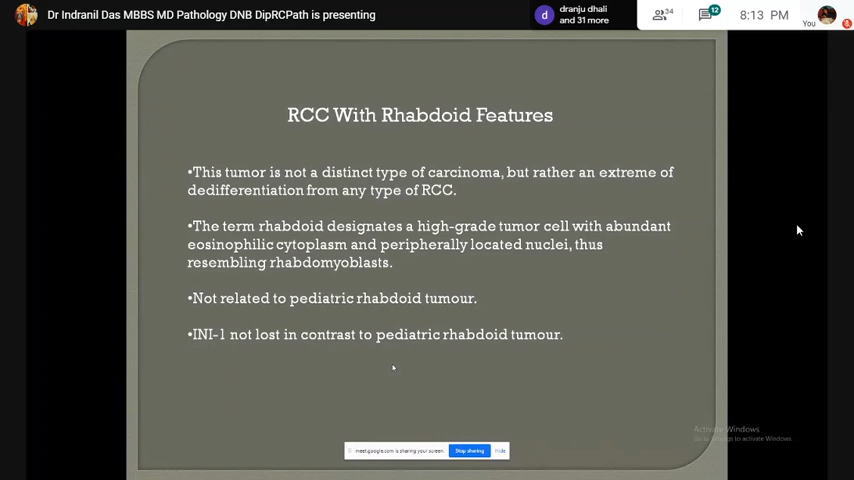 Dr Indranil Das MBBS MD Pathology DNB DipRCPath is presenting
d
dranju dhali
and 31 more
34
12
8:13 PM
You
RCC With Rhabdoid Features
•This tumor is not a distinct type of carcinoma, but rather an extreme of
dedifferentiation from any type of RCC.
•The term rhabdoid designates a high-grade tumor cell with abundant
eosinophilic cytoplasm and peripherally located nuclei, thus
resembling rhabdomyoblasts.
•Not related to pediatric rhabdoid tumour.
•INI-1 not lost in contrast to pediatric rhabdoid tumour.
Activate Windows
Go to Settings to activate Windows.
meet.google.com is sharing your screen.
Stop sharing
Hide